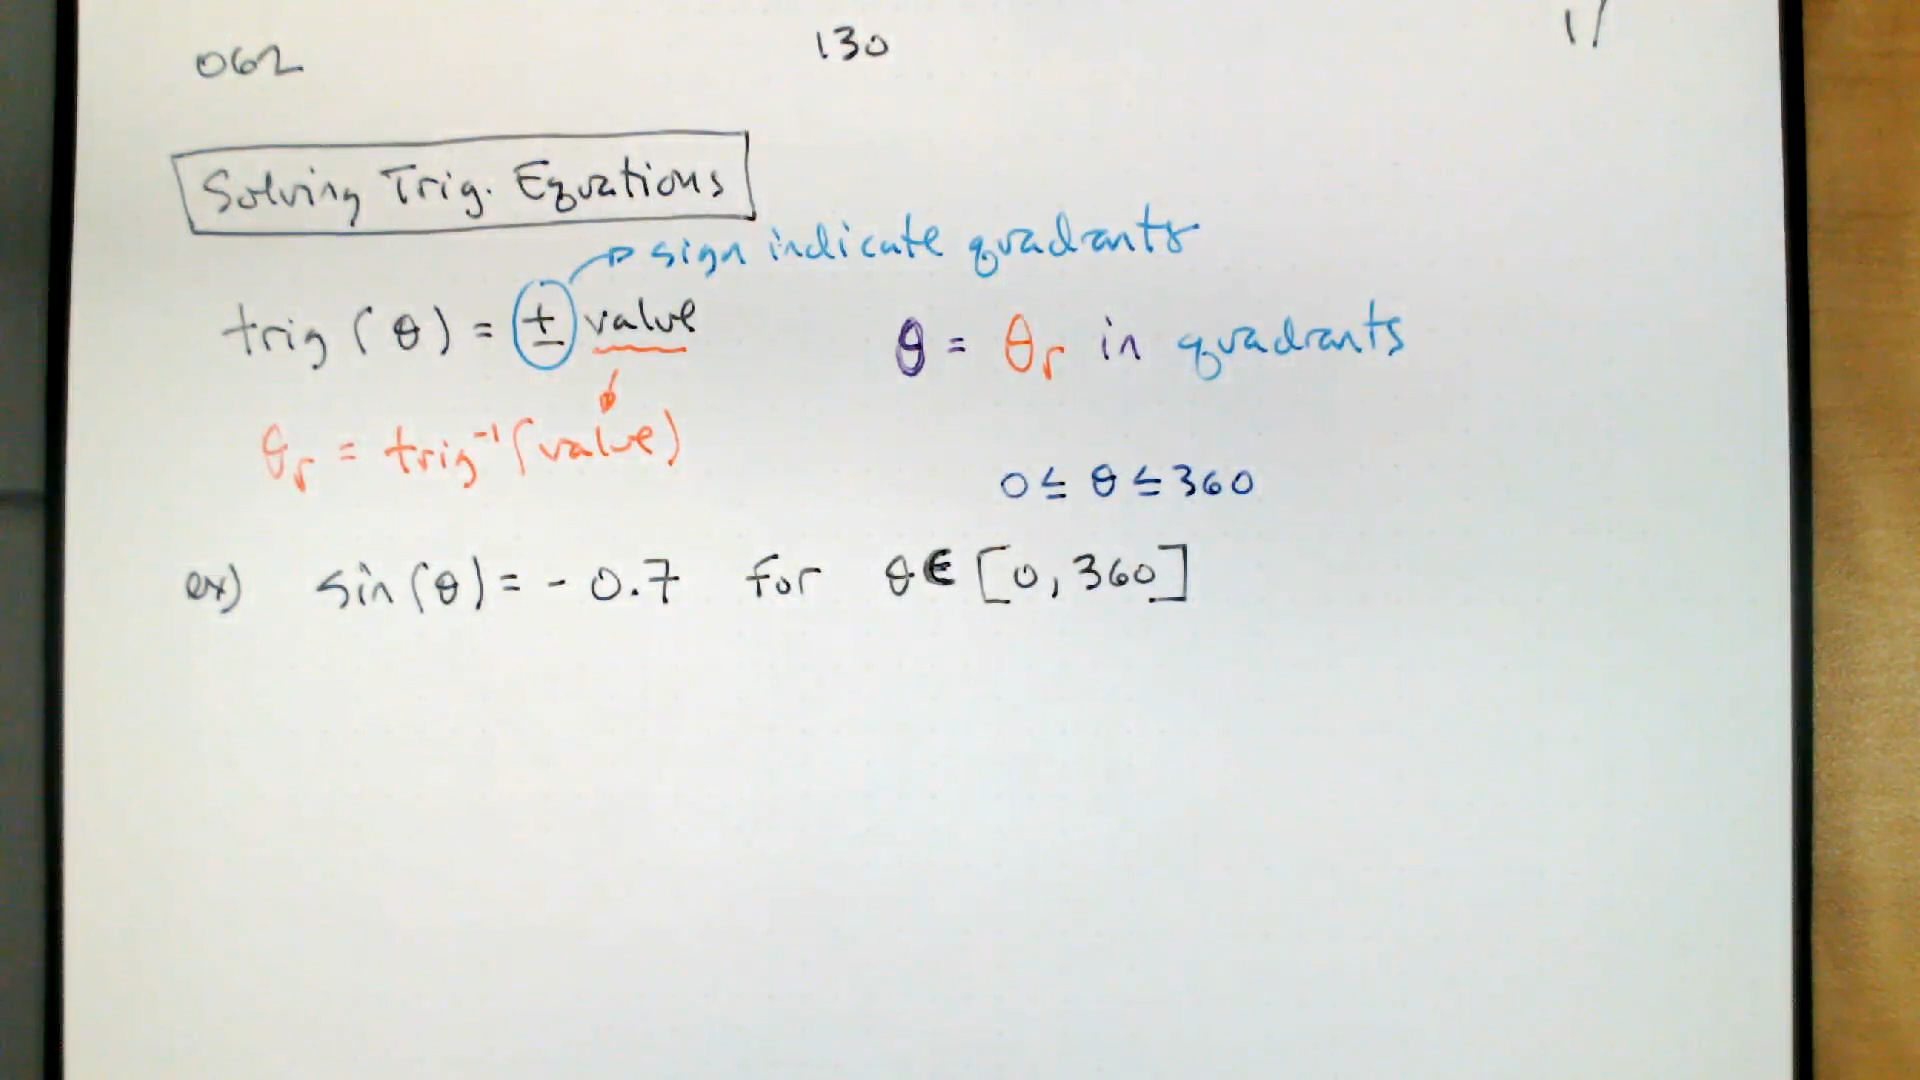 062 130 1/
Solving Trig. Equations
sign indicate quadrants
trig (θ) = ± value
θ = θr in quadrants
θr = trig⁻¹(value)
0 ≤ θ ≤ 360
ex) sin(θ) = - 0.7 for θ ∈ [0, 360]